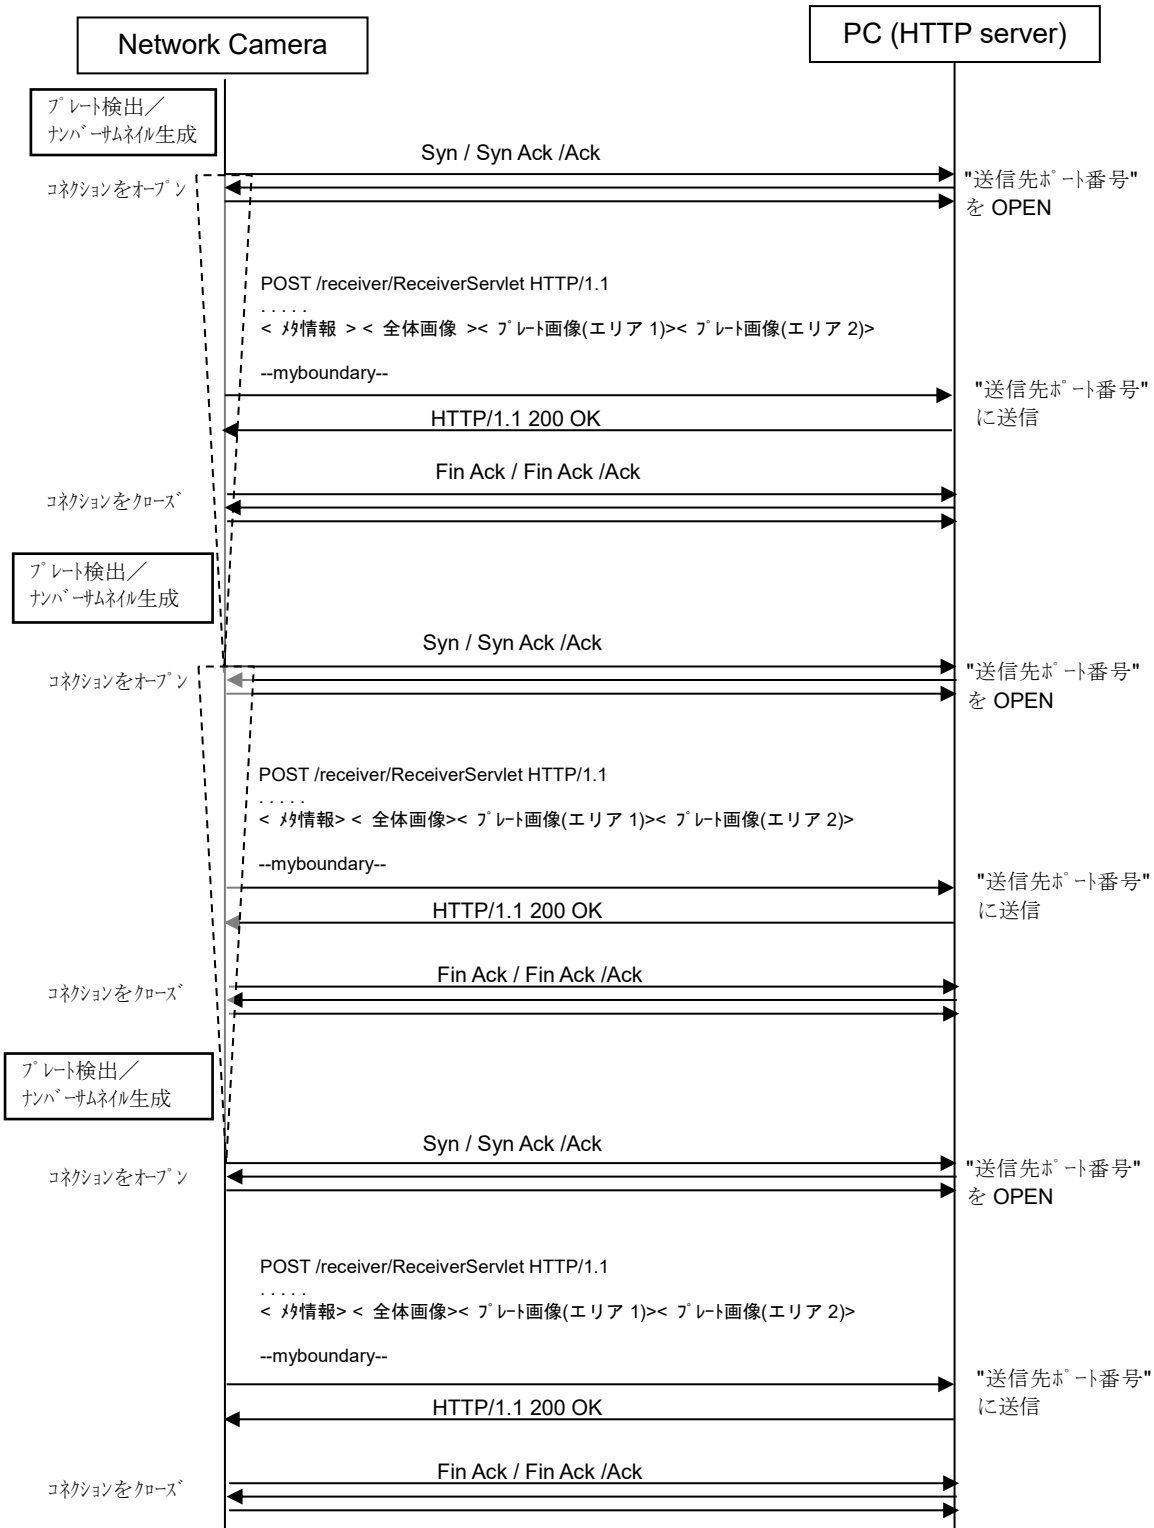 Network Camera
PC (HTTP server)
ﾌﾟﾚｰﾄ検出／
ﾅﾝﾊﾞｰｻﾑﾈｲﾙ生成
Syn / Syn Ack /Ack
ｺﾈｸｼｮﾝをｵｰﾌﾟﾝ
"送信先ﾎﾟｰﾄ番号"
を OPEN
POST /receiver/ReceiverServlet HTTP/1.1
. . . . .
< ﾒﾀ情報 > < 全体画像 >< ﾌﾟﾚｰﾄ画像(エリア 1)>< ﾌﾟﾚｰﾄ画像(エリア 2)>
--myboundary--
"送信先ﾎﾟｰﾄ番号"
に送信
HTTP/1.1 200 OK
Fin Ack / Fin Ack /Ack
ｺﾈｸｼｮﾝをｸﾛｰｽﾞ
ﾌﾟﾚｰﾄ検出／
ﾅﾝﾊﾞｰｻﾑﾈｲﾙ生成
Syn / Syn Ack /Ack
ｺﾈｸｼｮﾝをｵｰﾌﾟﾝ
"送信先ﾎﾟｰﾄ番号"
を OPEN
POST /receiver/ReceiverServlet HTTP/1.1
. . . . .
< ﾒﾀ情報> < 全体画像>< ﾌﾟﾚｰﾄ画像(エリア 1)>< ﾌﾟﾚｰﾄ画像(エリア 2)>
--myboundary--
"送信先ﾎﾟｰﾄ番号"
に送信
HTTP/1.1 200 OK
Fin Ack / Fin Ack /Ack
ｺﾈｸｼｮﾝをｸﾛｰｽﾞ
ﾌﾟﾚｰﾄ検出／
ﾅﾝﾊﾞｰｻﾑﾈｲﾙ生成
Syn / Syn Ack /Ack
ｺﾈｸｼｮﾝをｵｰﾌﾟﾝ
"送信先ﾎﾟｰﾄ番号"
を OPEN
POST /receiver/ReceiverServlet HTTP/1.1
. . . . .
< ﾒﾀ情報> < 全体画像>< ﾌﾟﾚｰﾄ画像(エリア 1)>< ﾌﾟﾚｰﾄ画像(エリア 2)>
--myboundary--
"送信先ﾎﾟｰﾄ番号"
に送信
HTTP/1.1 200 OK
Fin Ack / Fin Ack /Ack
ｺﾈｸｼｮﾝをｸﾛｰｽﾞ